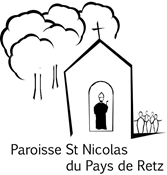 Paroisse St Nicolas
du Pays de Retz